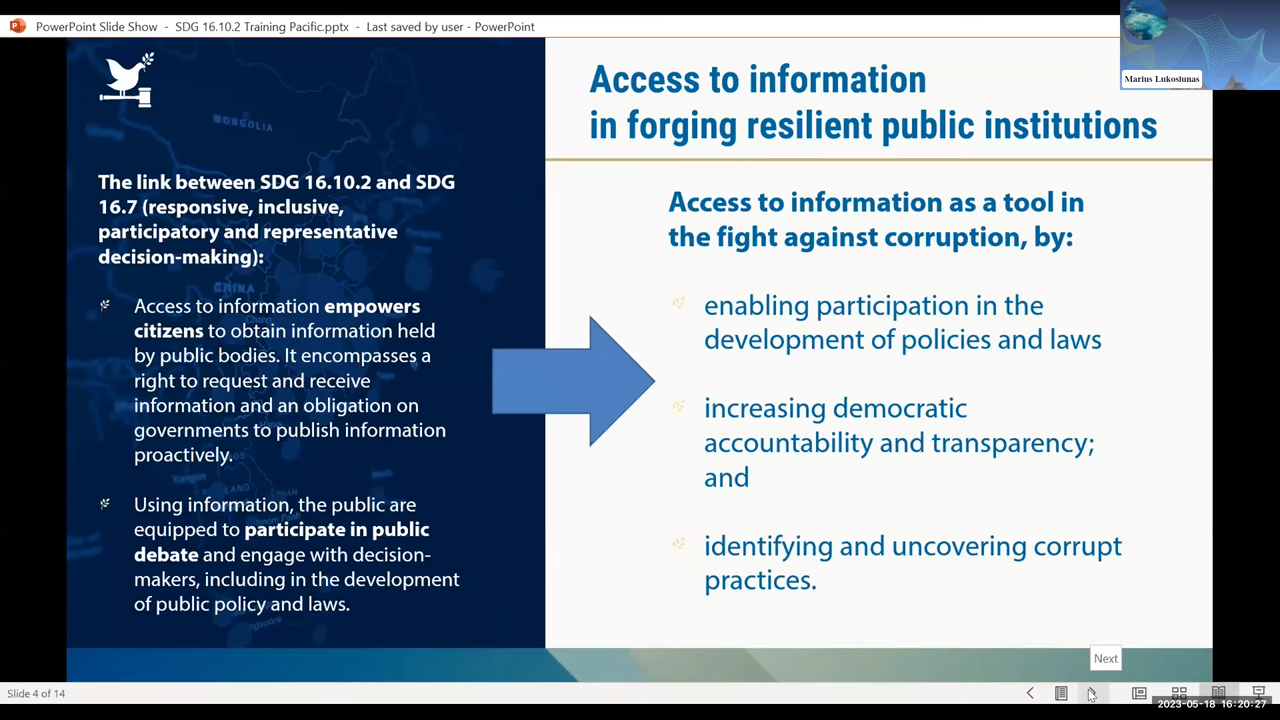 PowerPoint Slide Show - SDG 16.10.2 Training Pacific.pptx - Last saved by user - PowerPoint
Marius Lukosiunas
Access to information
in forging resilient public institutions
MONGOLIA
The link between SDG 16.10.2 and SDG
16.7 (responsive, inclusive,
participatory and representative
decision-making):
CHINA
Access to information empowers
citizens to obtain information held
by public bodies. It encompasses a
right to request and receive
information and an obligation on
governments to publish information
proactively.
Using information, the public are
equipped to participate in public
debate and engage with decision-
makers, including in the development
of public policy and laws.
Access to information as a tool in
the fight against corruption, by:
enabling participation in the
development of policies and laws
increasing democratic
accountability and transparency;
and
identifying and uncovering corrupt
practices.
Next
Slide 4 of 14
2023-05-18 16:20:27